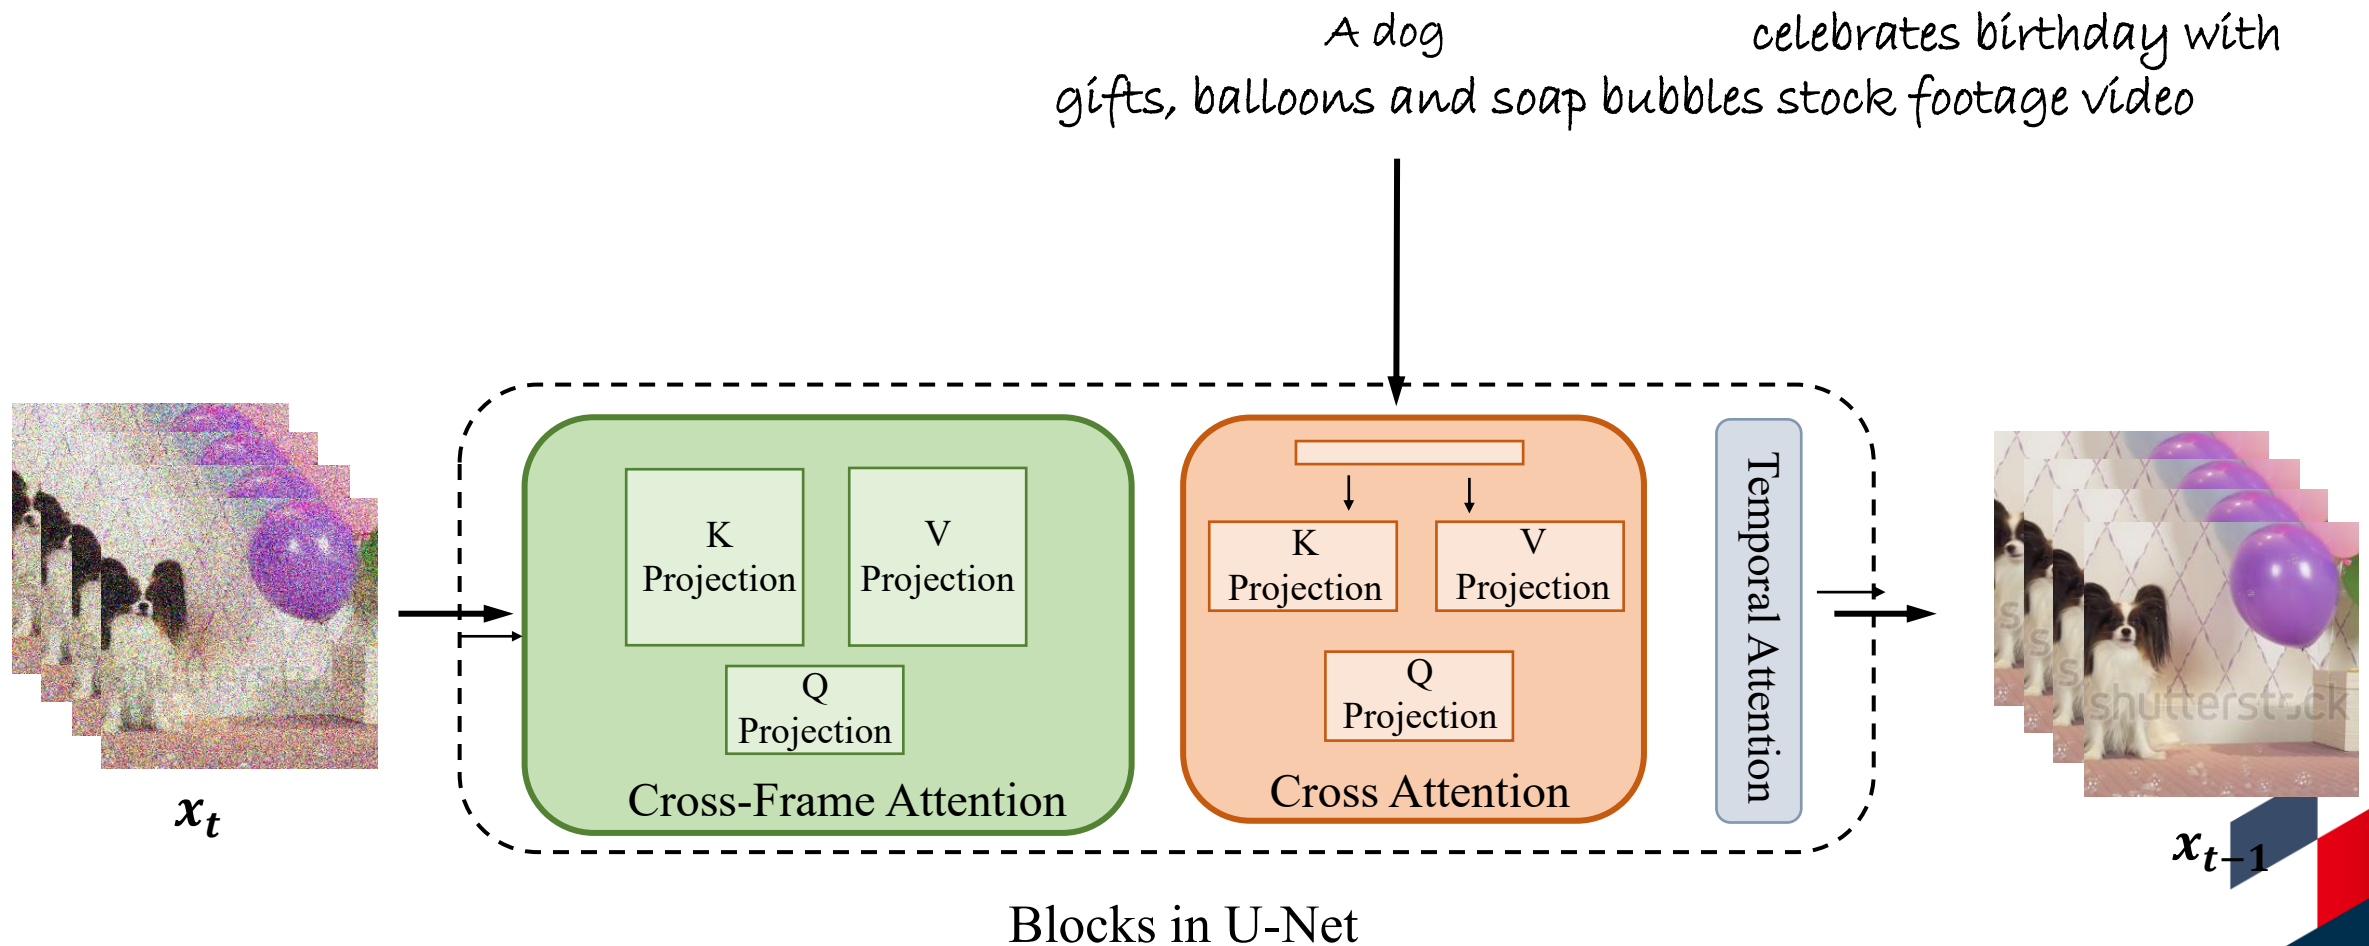 A dog celebrates birthday with
gifts, balloons and soap bubbles stock footage video
K
Projection
V
Projection
Q
Projection
Cross-Frame Attention
K
Projection
V
Projection
Q
Projection
Cross Attention
Temporal Attention
x_t
shutterstock
x_{t-1}
Blocks in U-Net